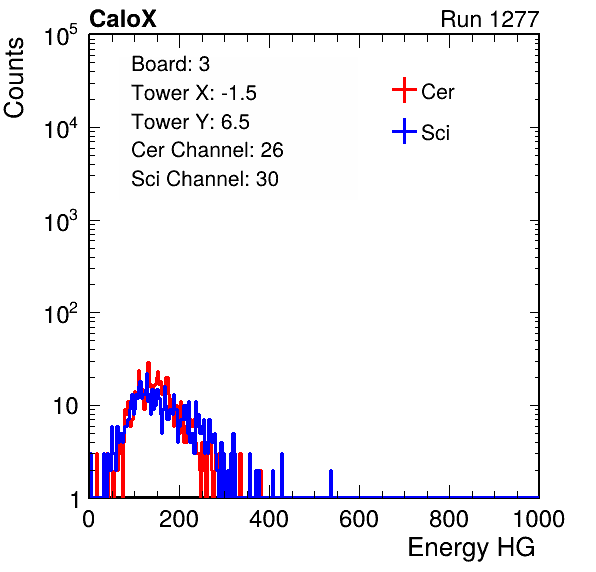 CaloX Run 1277
Counts
10^5
10^4
10^3
10^2
10
1
Board: 3
Tower X: -1.5
Tower Y: 6.5
Cer Channel: 26
Sci Channel: 30
Cer
Sci
0 200 400 600 800 1000
Energy HG